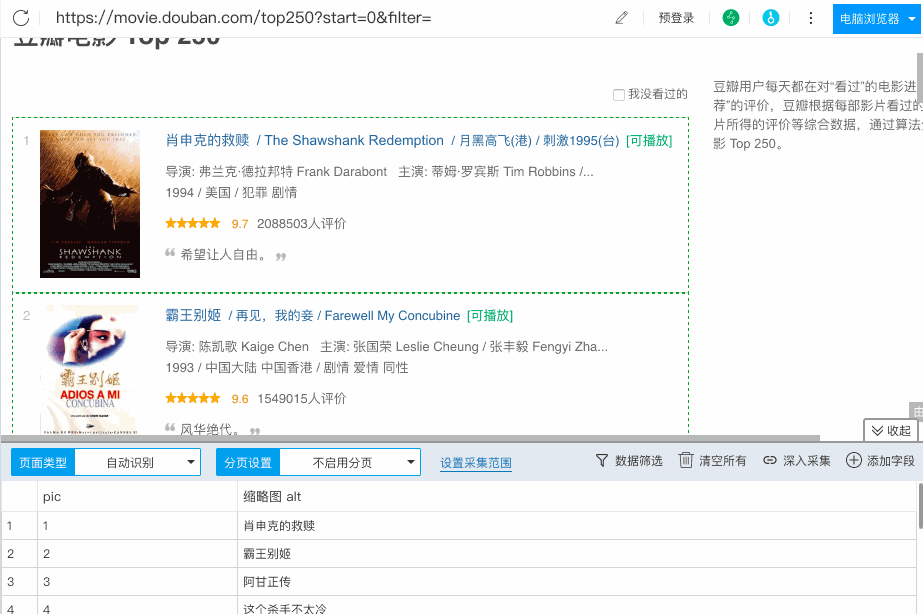 https://movie.douban.com/top250?start=0&filter=
预登录
电脑浏览器
豆瓣电影 Top 250
我没看过的
豆瓣用户每天都在对“看过”的电影进
荐”的评价，豆瓣根据每部影片看过的
片所得的评价等综合数据，通过算法
影 Top 250。
1
肖申克的救赎 / The Shawshank Redemption / 月黑高飞(港) / 刺激1995(台) [可播放]
导演: 弗兰克·德拉邦特 Frank Darabont 主演: 蒂姆·罗宾斯 Tim Robbins /...
1994 / 美国 / 犯罪 剧情
9.7 2088503人评价
“ 希望让人自由。 ”
SHAWSHANK
REDEMPTION
2
霸王别姬 / 再见，我的妾 / Farewell My Concubine [可播放]
导演: 陈凯歌 Kaige Chen 主演: 张国荣 Leslie Cheung / 张丰毅 Fengyi Zha...
1993 / 中国大陆 中国香港 / 剧情 爱情 同性
9.6 1549015人评价
“ 风华绝代。 ”
霸王别姬
ADIOS A MI
CONCUBINA
收起
页面类型 自动识别 分页设置 不启用分页 设置采集范围 数据筛选 清空所有 深入采集 添加字段
pic 缩略图 alt
1 1 肖申克的救赎
2 2 霸王别姬
3 3 阿甘正传
4 4 这个杀手不太冷